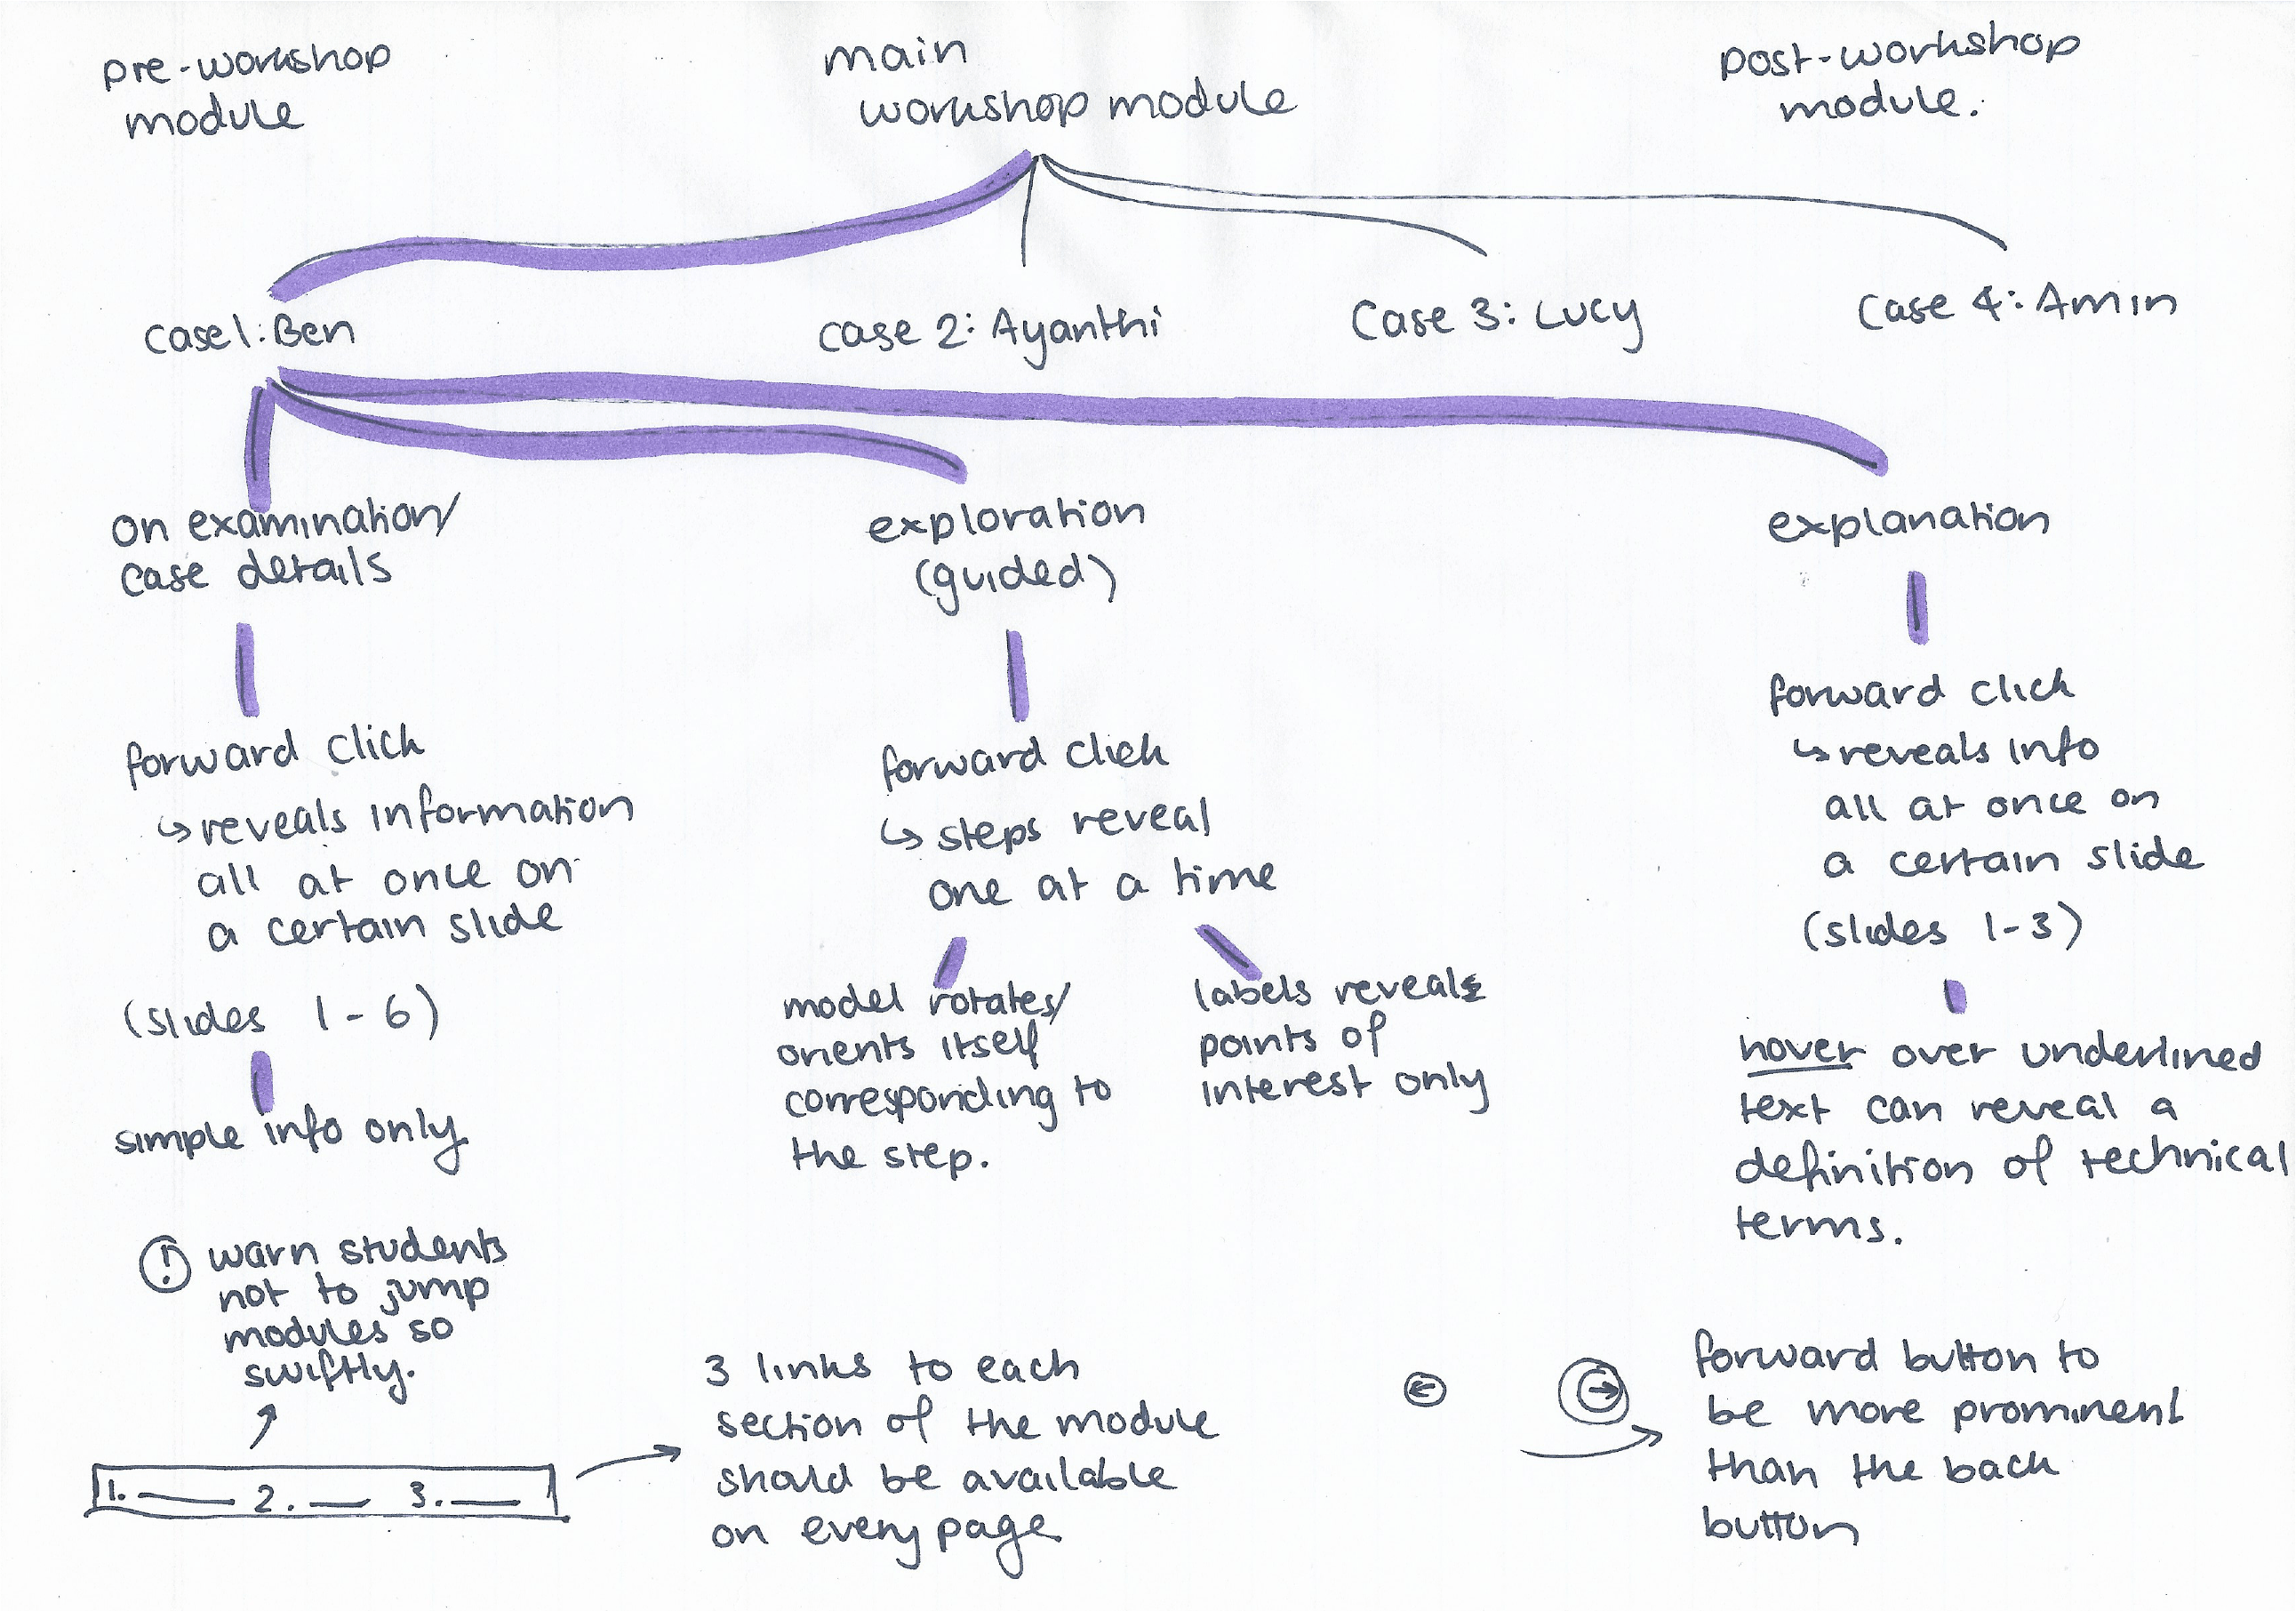 pre-workshop
module
main
workshop module
post-workshop
module.
case 1: Ben
case 2: Ayanthi
Case 3: Lucy
Case 4: Amin
on examination/
case details
exploration
(guided)
explanation
forward click
↳ reveals information
all at once on
a certain slide
(slides 1-6)
simple info only
forward click
↳ steps reveal
one at a time
model rotates/
orients itself
corresponding to
the step.
labels reveals
points of
interest only
forward click
↳ reveals info
all at once on
a certain slide
(slides 1-3)
hover over underlined
text can reveal a
definition of technical
terms.
! warn students
not to jump
modules so
swiftly.
1. 2. 3.
3 links to each
section of the module
should be available
on every page
← →
forward button to
be more prominent
than the back
button